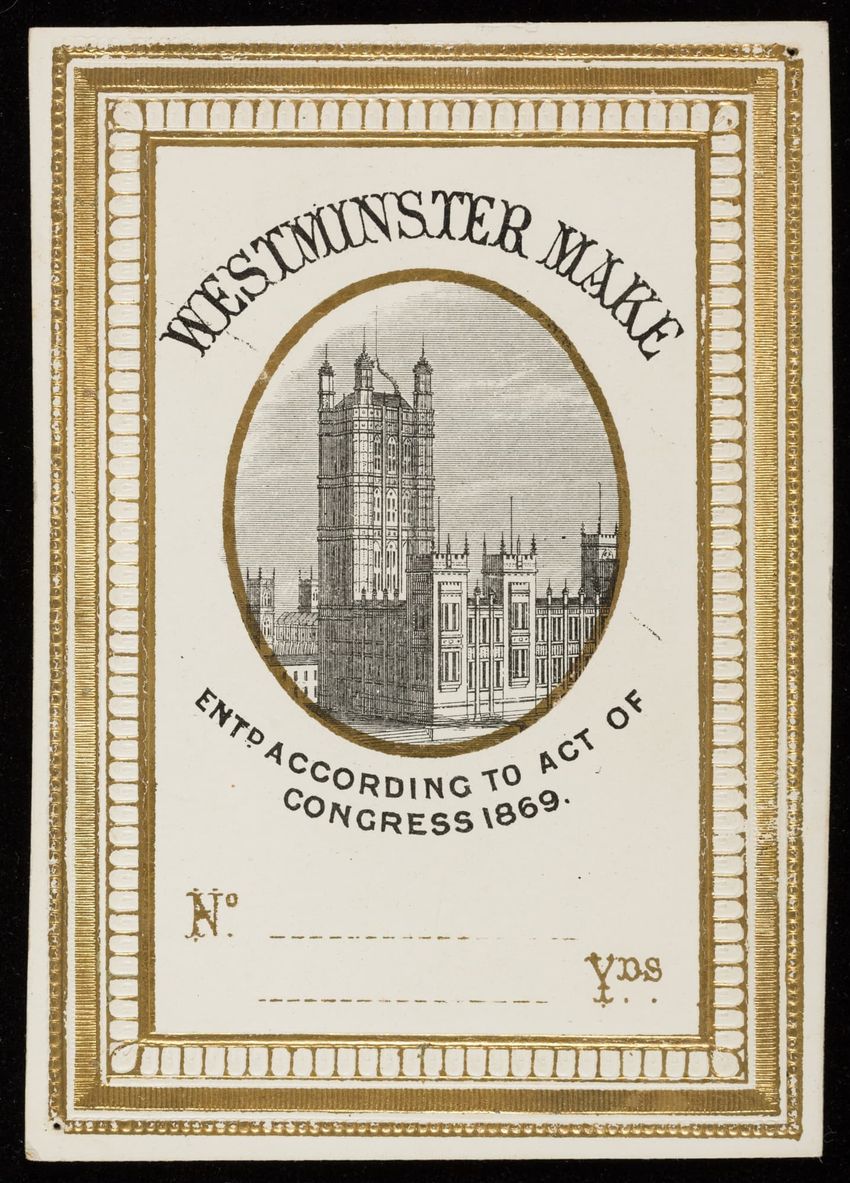 WESTMINSTER MAKE
ENTD ACCORDING TO ACT OF
CONGRESS 1869.
No.
YDS